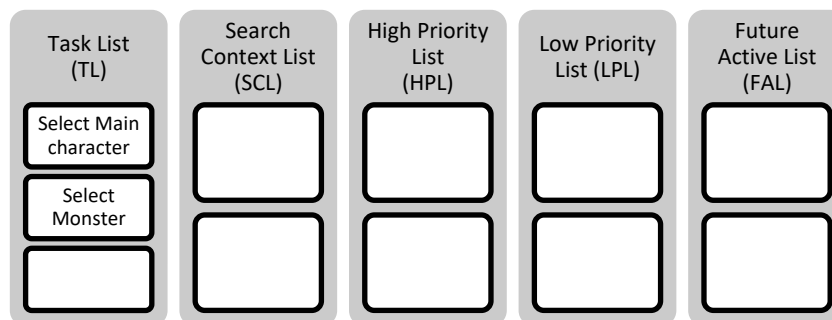 Task List
(TL)
Select Main
character
Select
Monster
Search
Context List
(SCL)
High Priority
List
(HPL)
Low Priority
List (LPL)
Future
Active List
(FAL)